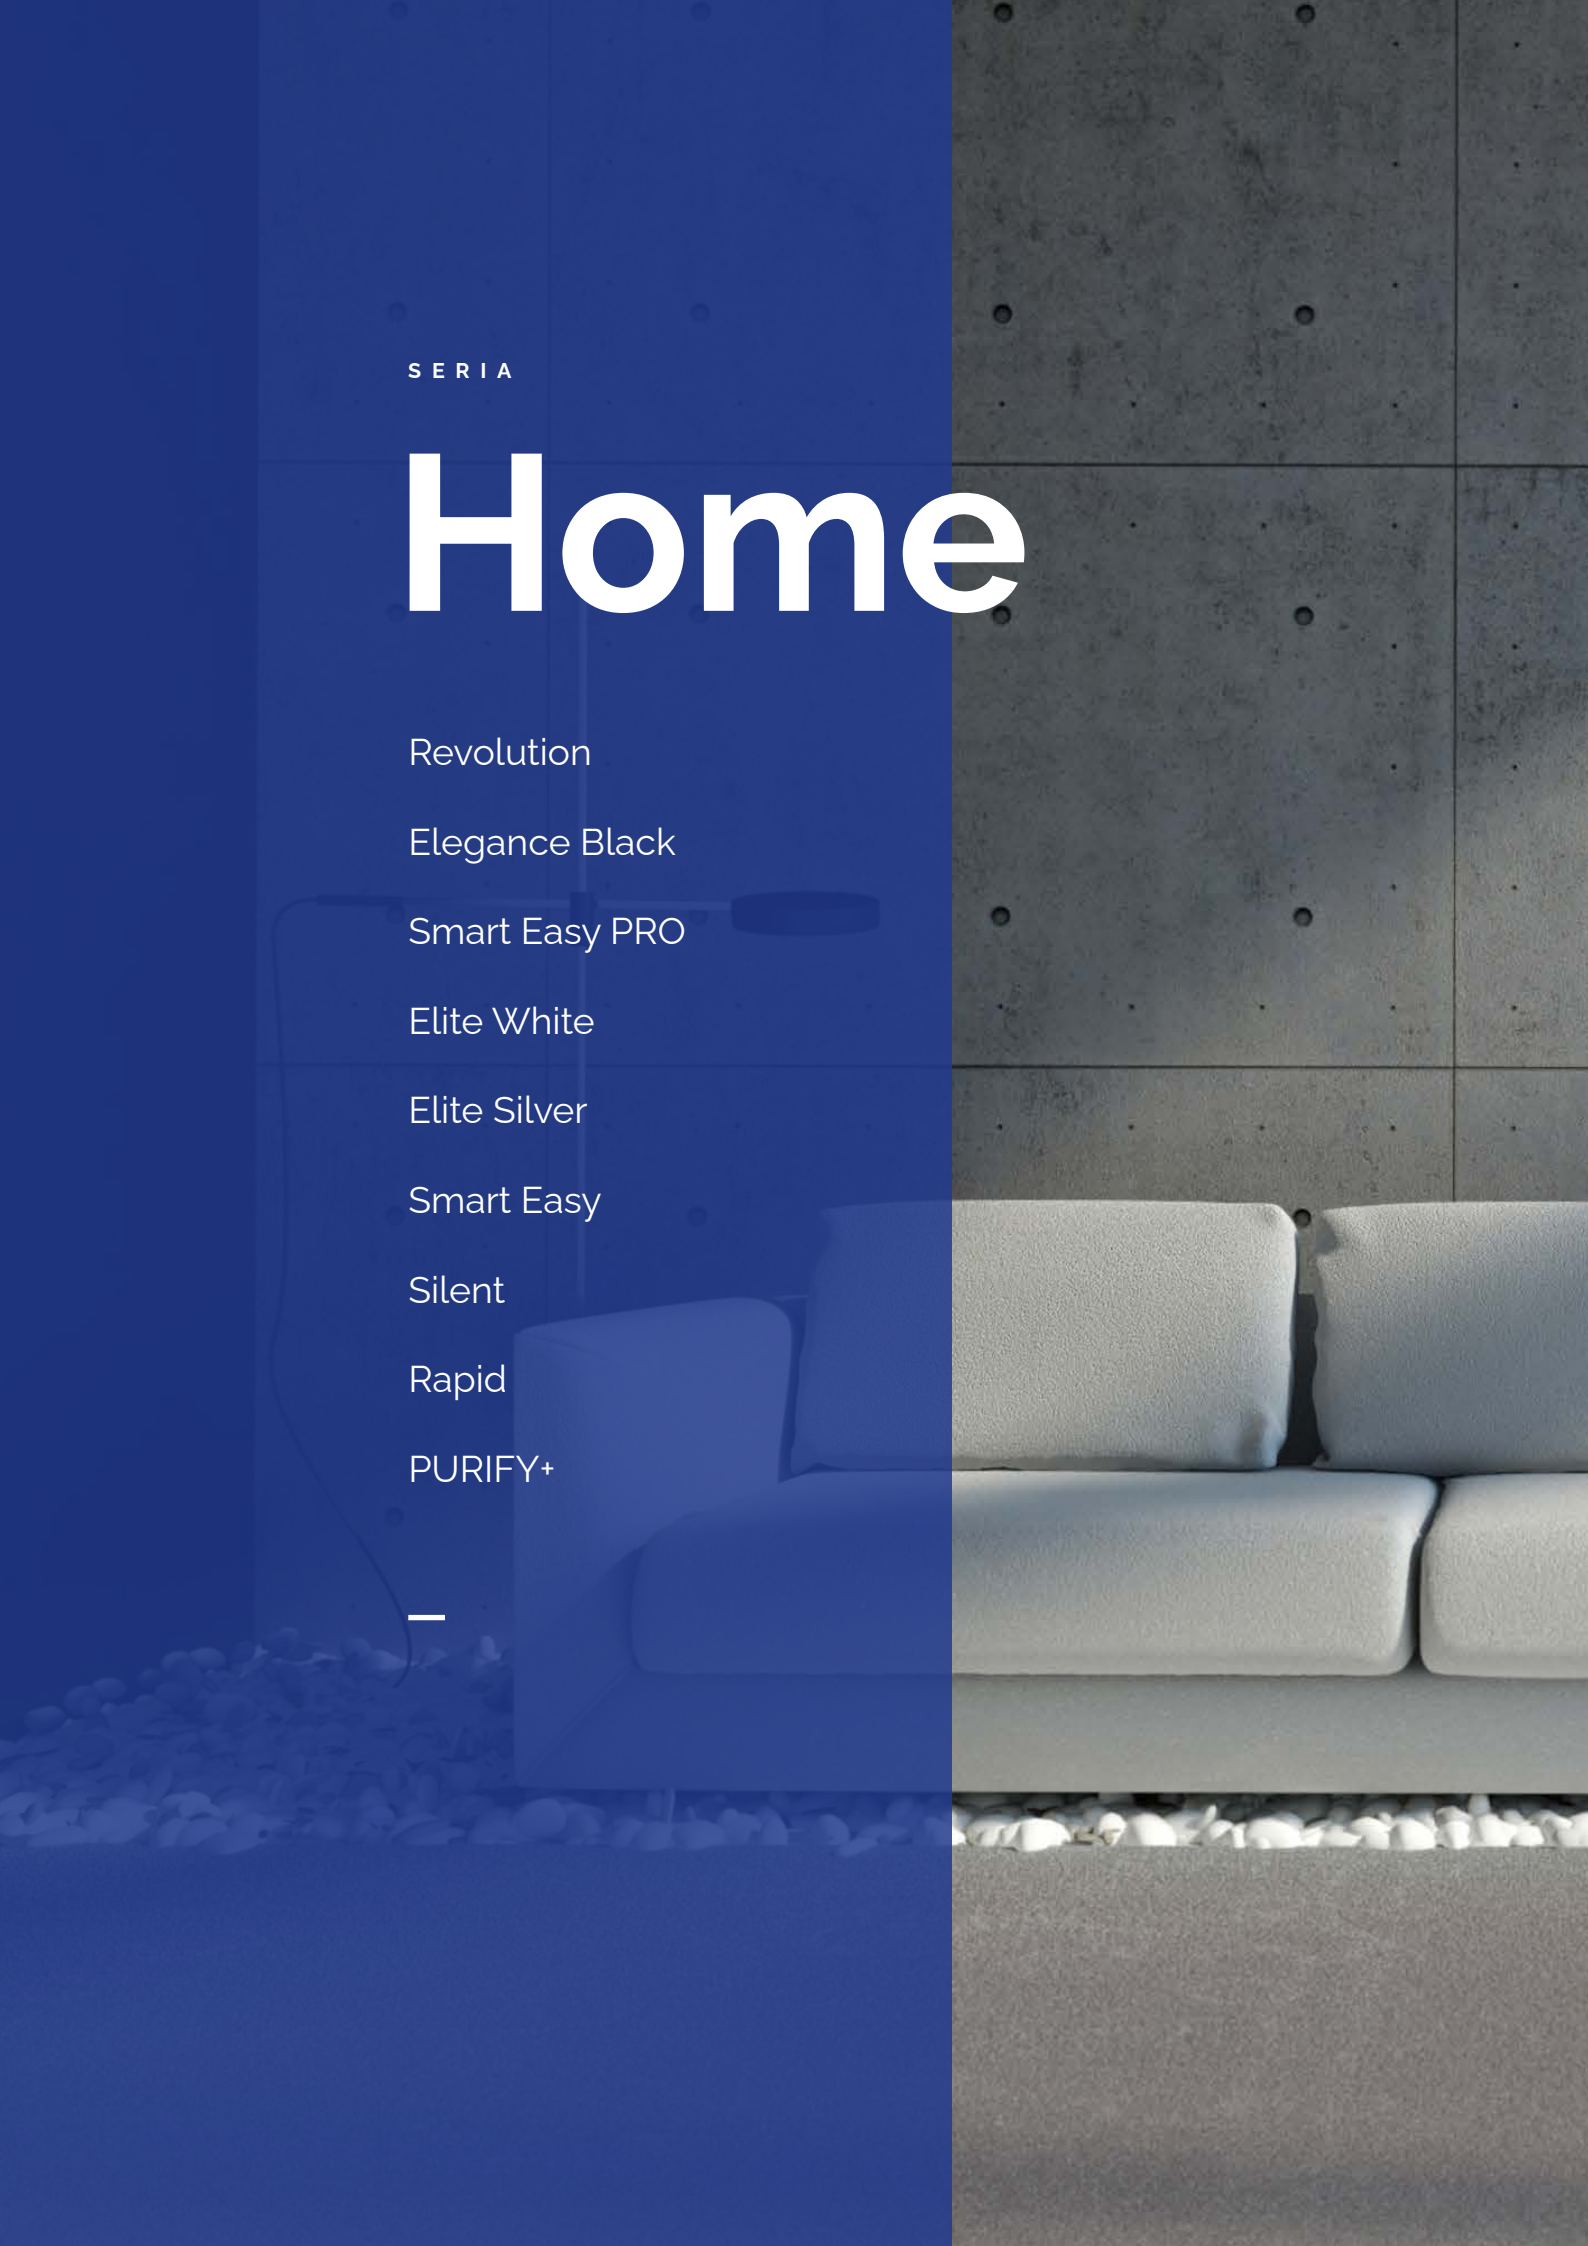 SERIA
Home
Revolution
Elegance Black
Smart Easy PRO
Elite White
Elite Silver
Smart Easy
Silent
Rapid
PURIFY+